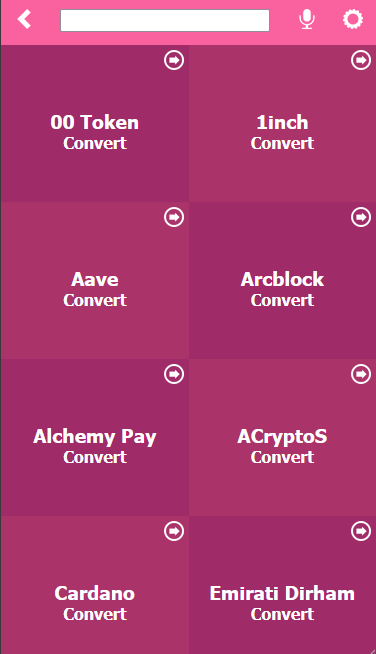 00 Token
Convert
1inch
Convert
Aave
Convert
Arcblock
Convert
Alchemy Pay
Convert
ACryptoS
Convert
Cardano
Convert
Emirati Dirham
Convert